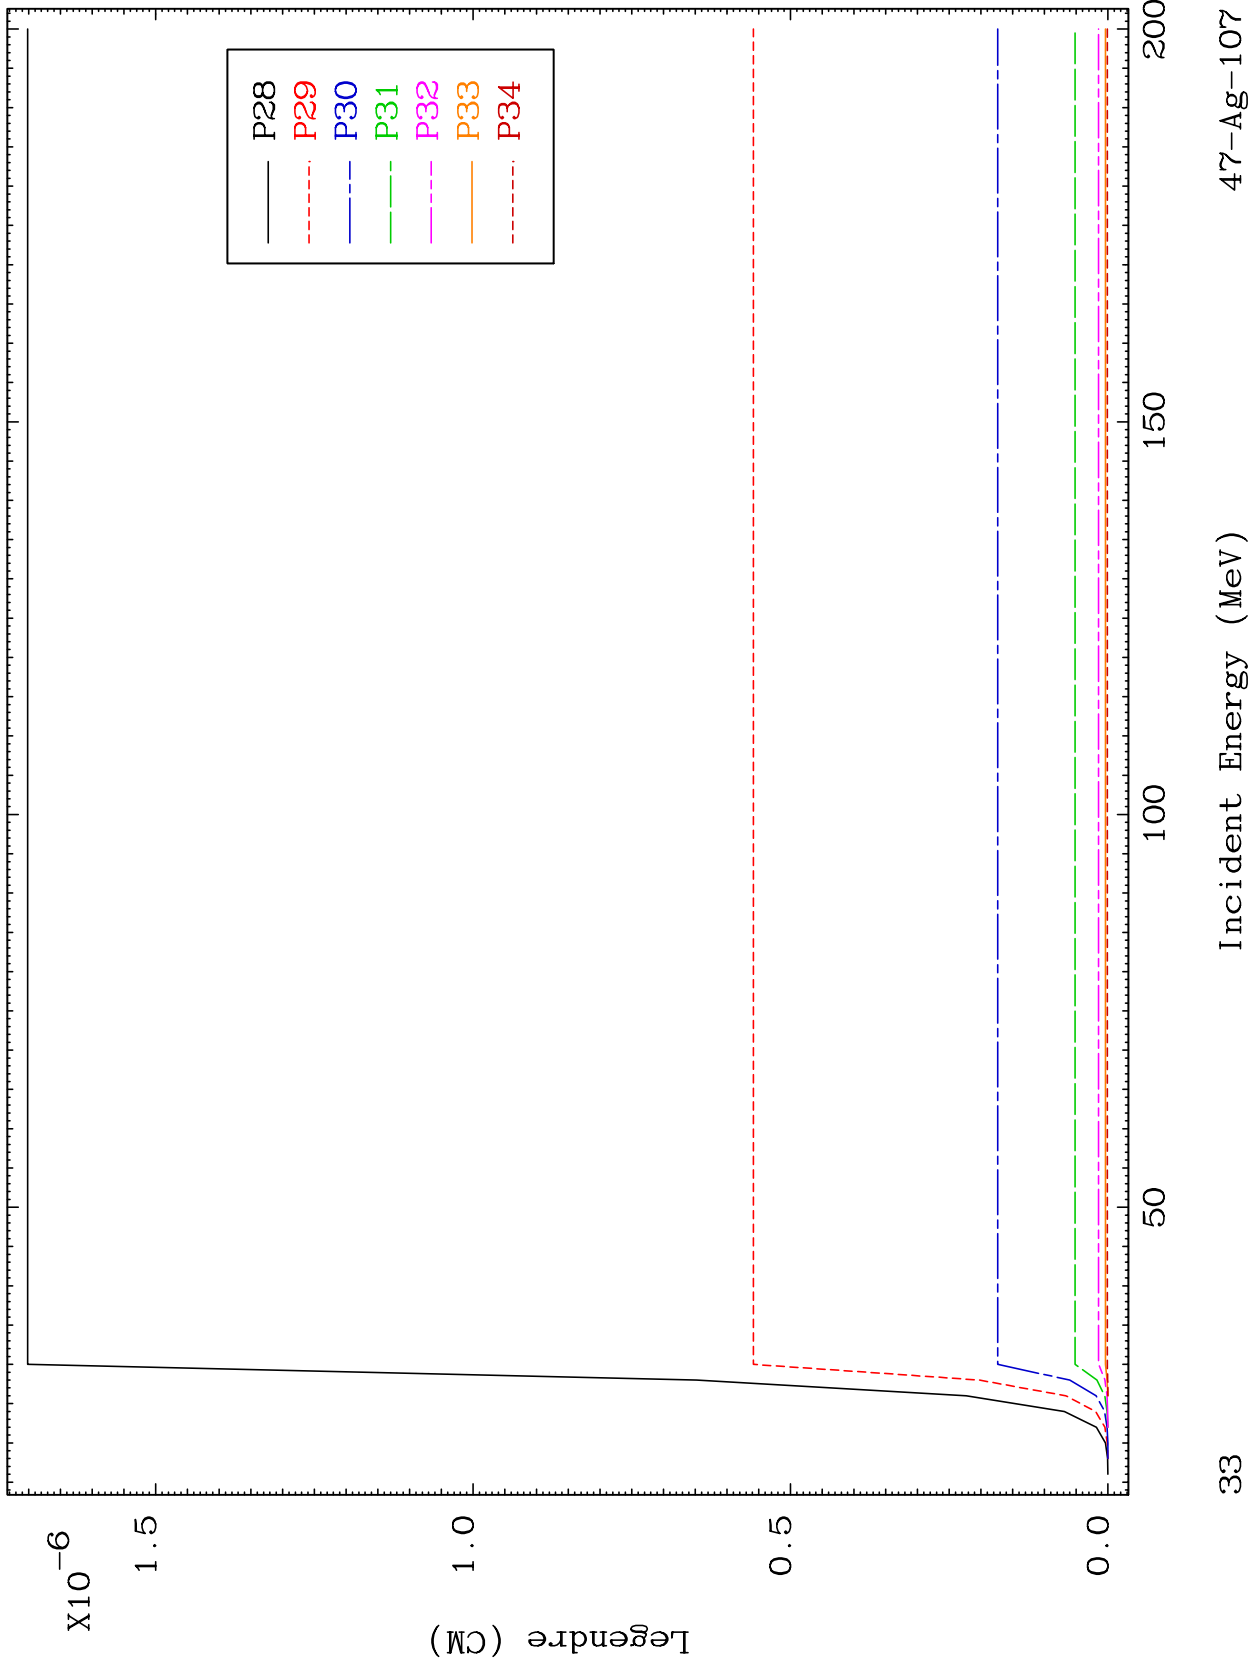 X10-6
1.5
1.0
0.5
0.0
Legendre (CM)
P28
P29
P30
P31
P32
P33
P34
50
100
150
200
33
Incident Energy (MeV)
47-Ag-107